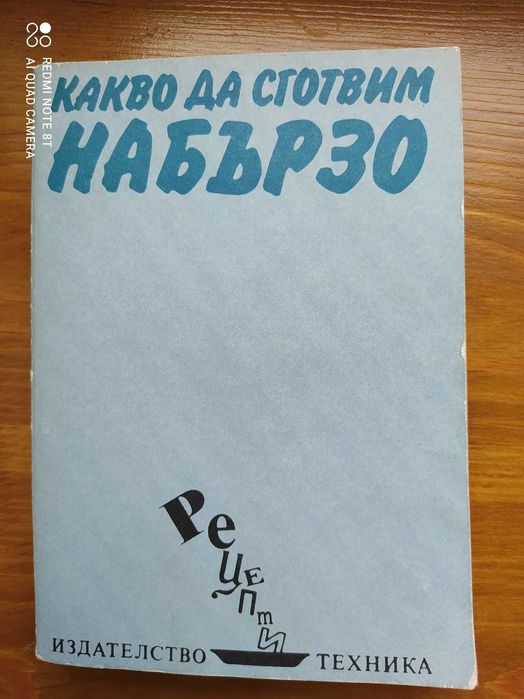 REDMI NOTE 8T
AI QUAD CAMERA
КАКВО ДА СГОТВИМ
НАБЪРЗО
Рецепти
ИЗДАТЕЛСТВО ТЕХНИКА